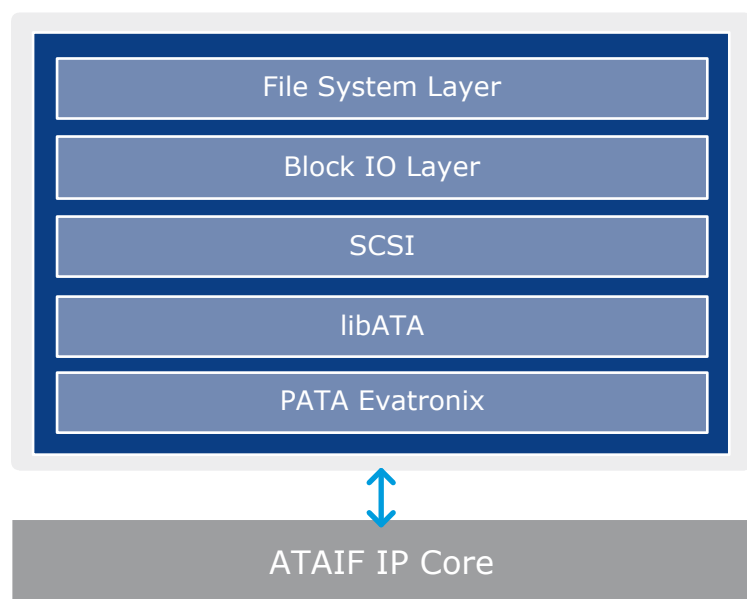 File System Layer
Block IO Layer
SCSI
libATA
PATA Evatronix
ATAIF IP Core